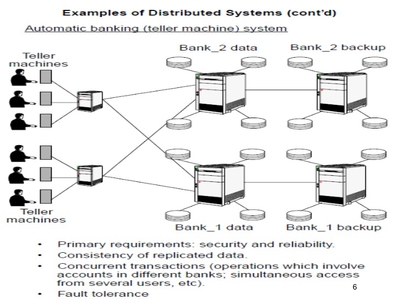 Examples of Distributed Systems (cont'd)
Automatic banking (teller machine) system
Teller
machines
Bank_2 data
Bank_2 backup
Teller
machines
Bank_1 data
Bank_1 backup
• Primary requirements: security and reliability.
• Consistency of replicated data.
• Concurrent transactions (operations which involve
accounts in different banks; simultaneous access
from several users, etc).
• Fault tolerance
6